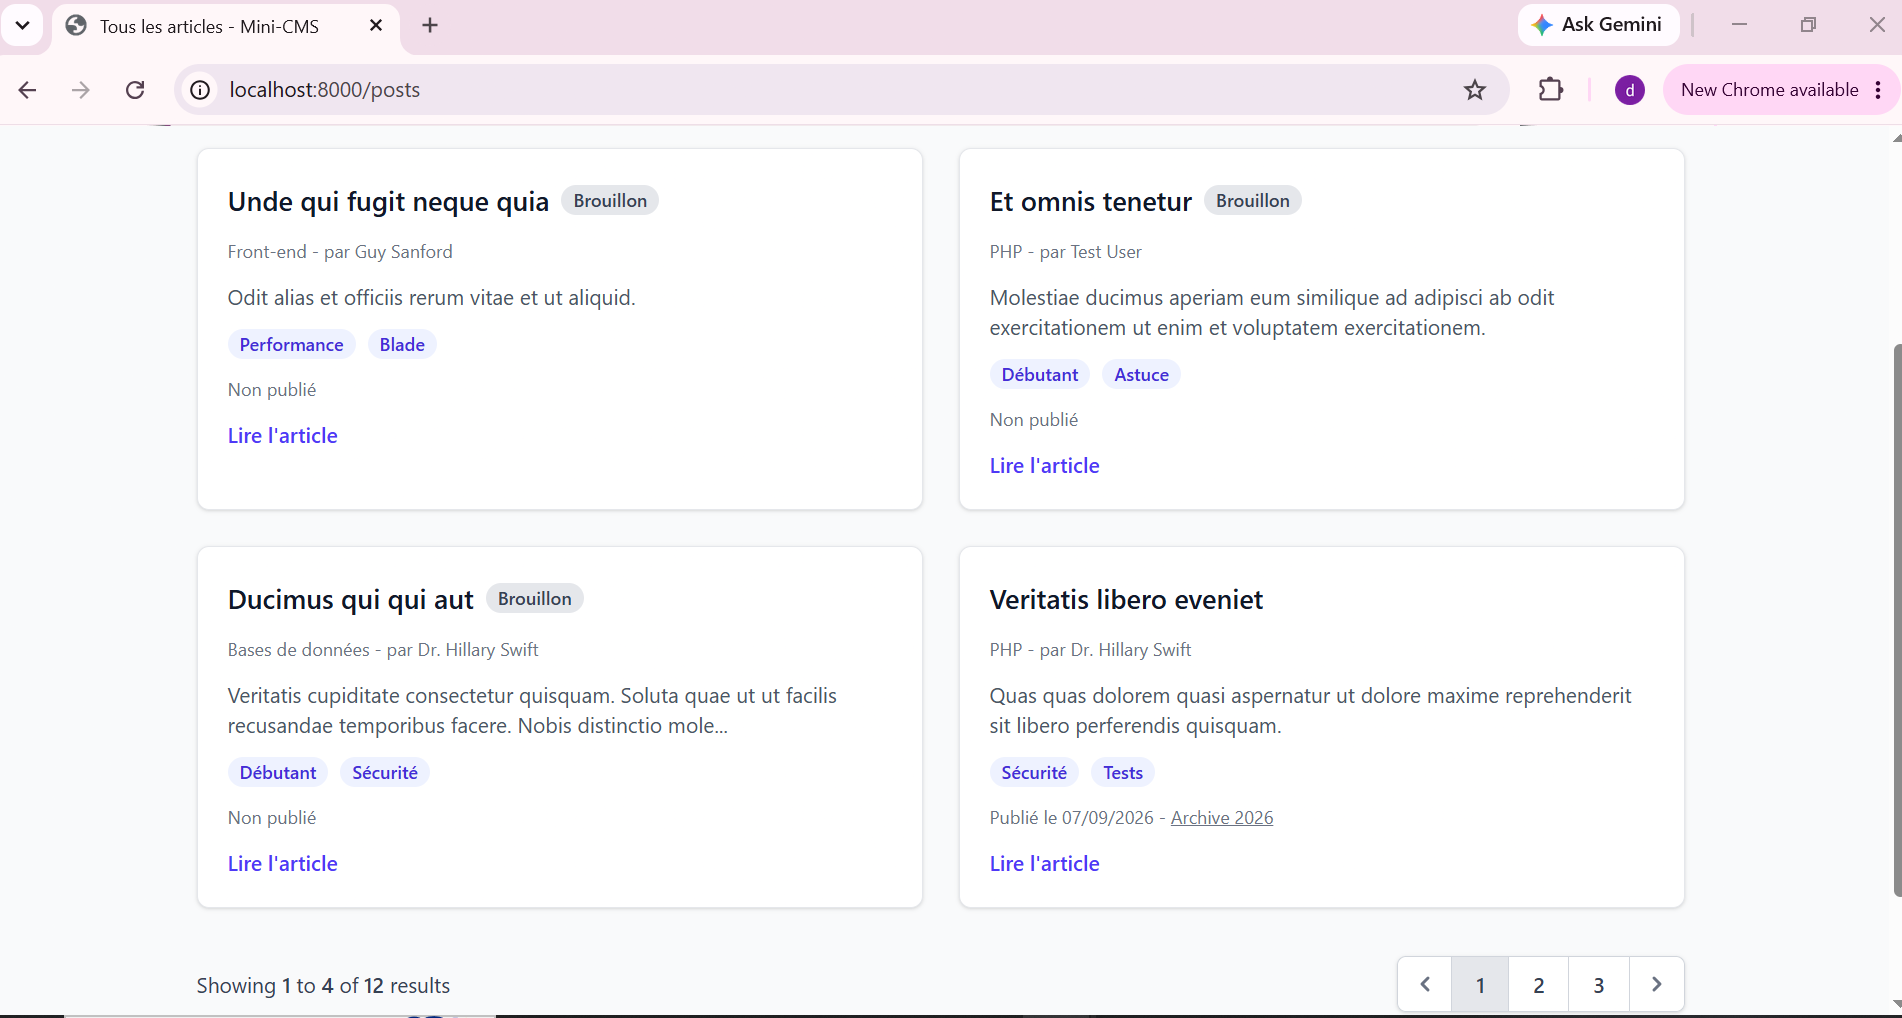 Tous les articles - Mini-CMS
Ask Gemini
localhost:8000/posts
d
New Chrome available
Unde qui fugit neque quia Brouillon
Front-end - par Guy Sanford
Odit alias et officiis rerum vitae et ut aliquid.
Performance Blade
Non publié
Lire l'article
Et omnis tenetur Brouillon
PHP - par Test User
Molestiae ducimus aperiam eum similique ad adipisci ab odit
exercitationem ut enim et voluptatem exercitationem.
Débutant Astuce
Non publié
Lire l'article
Ducimus qui qui aut Brouillon
Bases de données - par Dr. Hillary Swift
Veritatis cupiditate consectetur quisquam. Soluta quae ut ut facilis
recusandae temporibus facere. Nobis distinctio mole...
Débutant Sécurité
Non publié
Lire l'article
Veritatis libero eveniet
PHP - par Dr. Hillary Swift
Quas quas dolorem quasi aspernatur ut dolore maxime reprehenderit
sit libero perferendis quisquam.
Sécurité Tests
Publié le 07/09/2026 - Archive 2026
Lire l'article
Showing 1 to 4 of 12 results
1 2 3